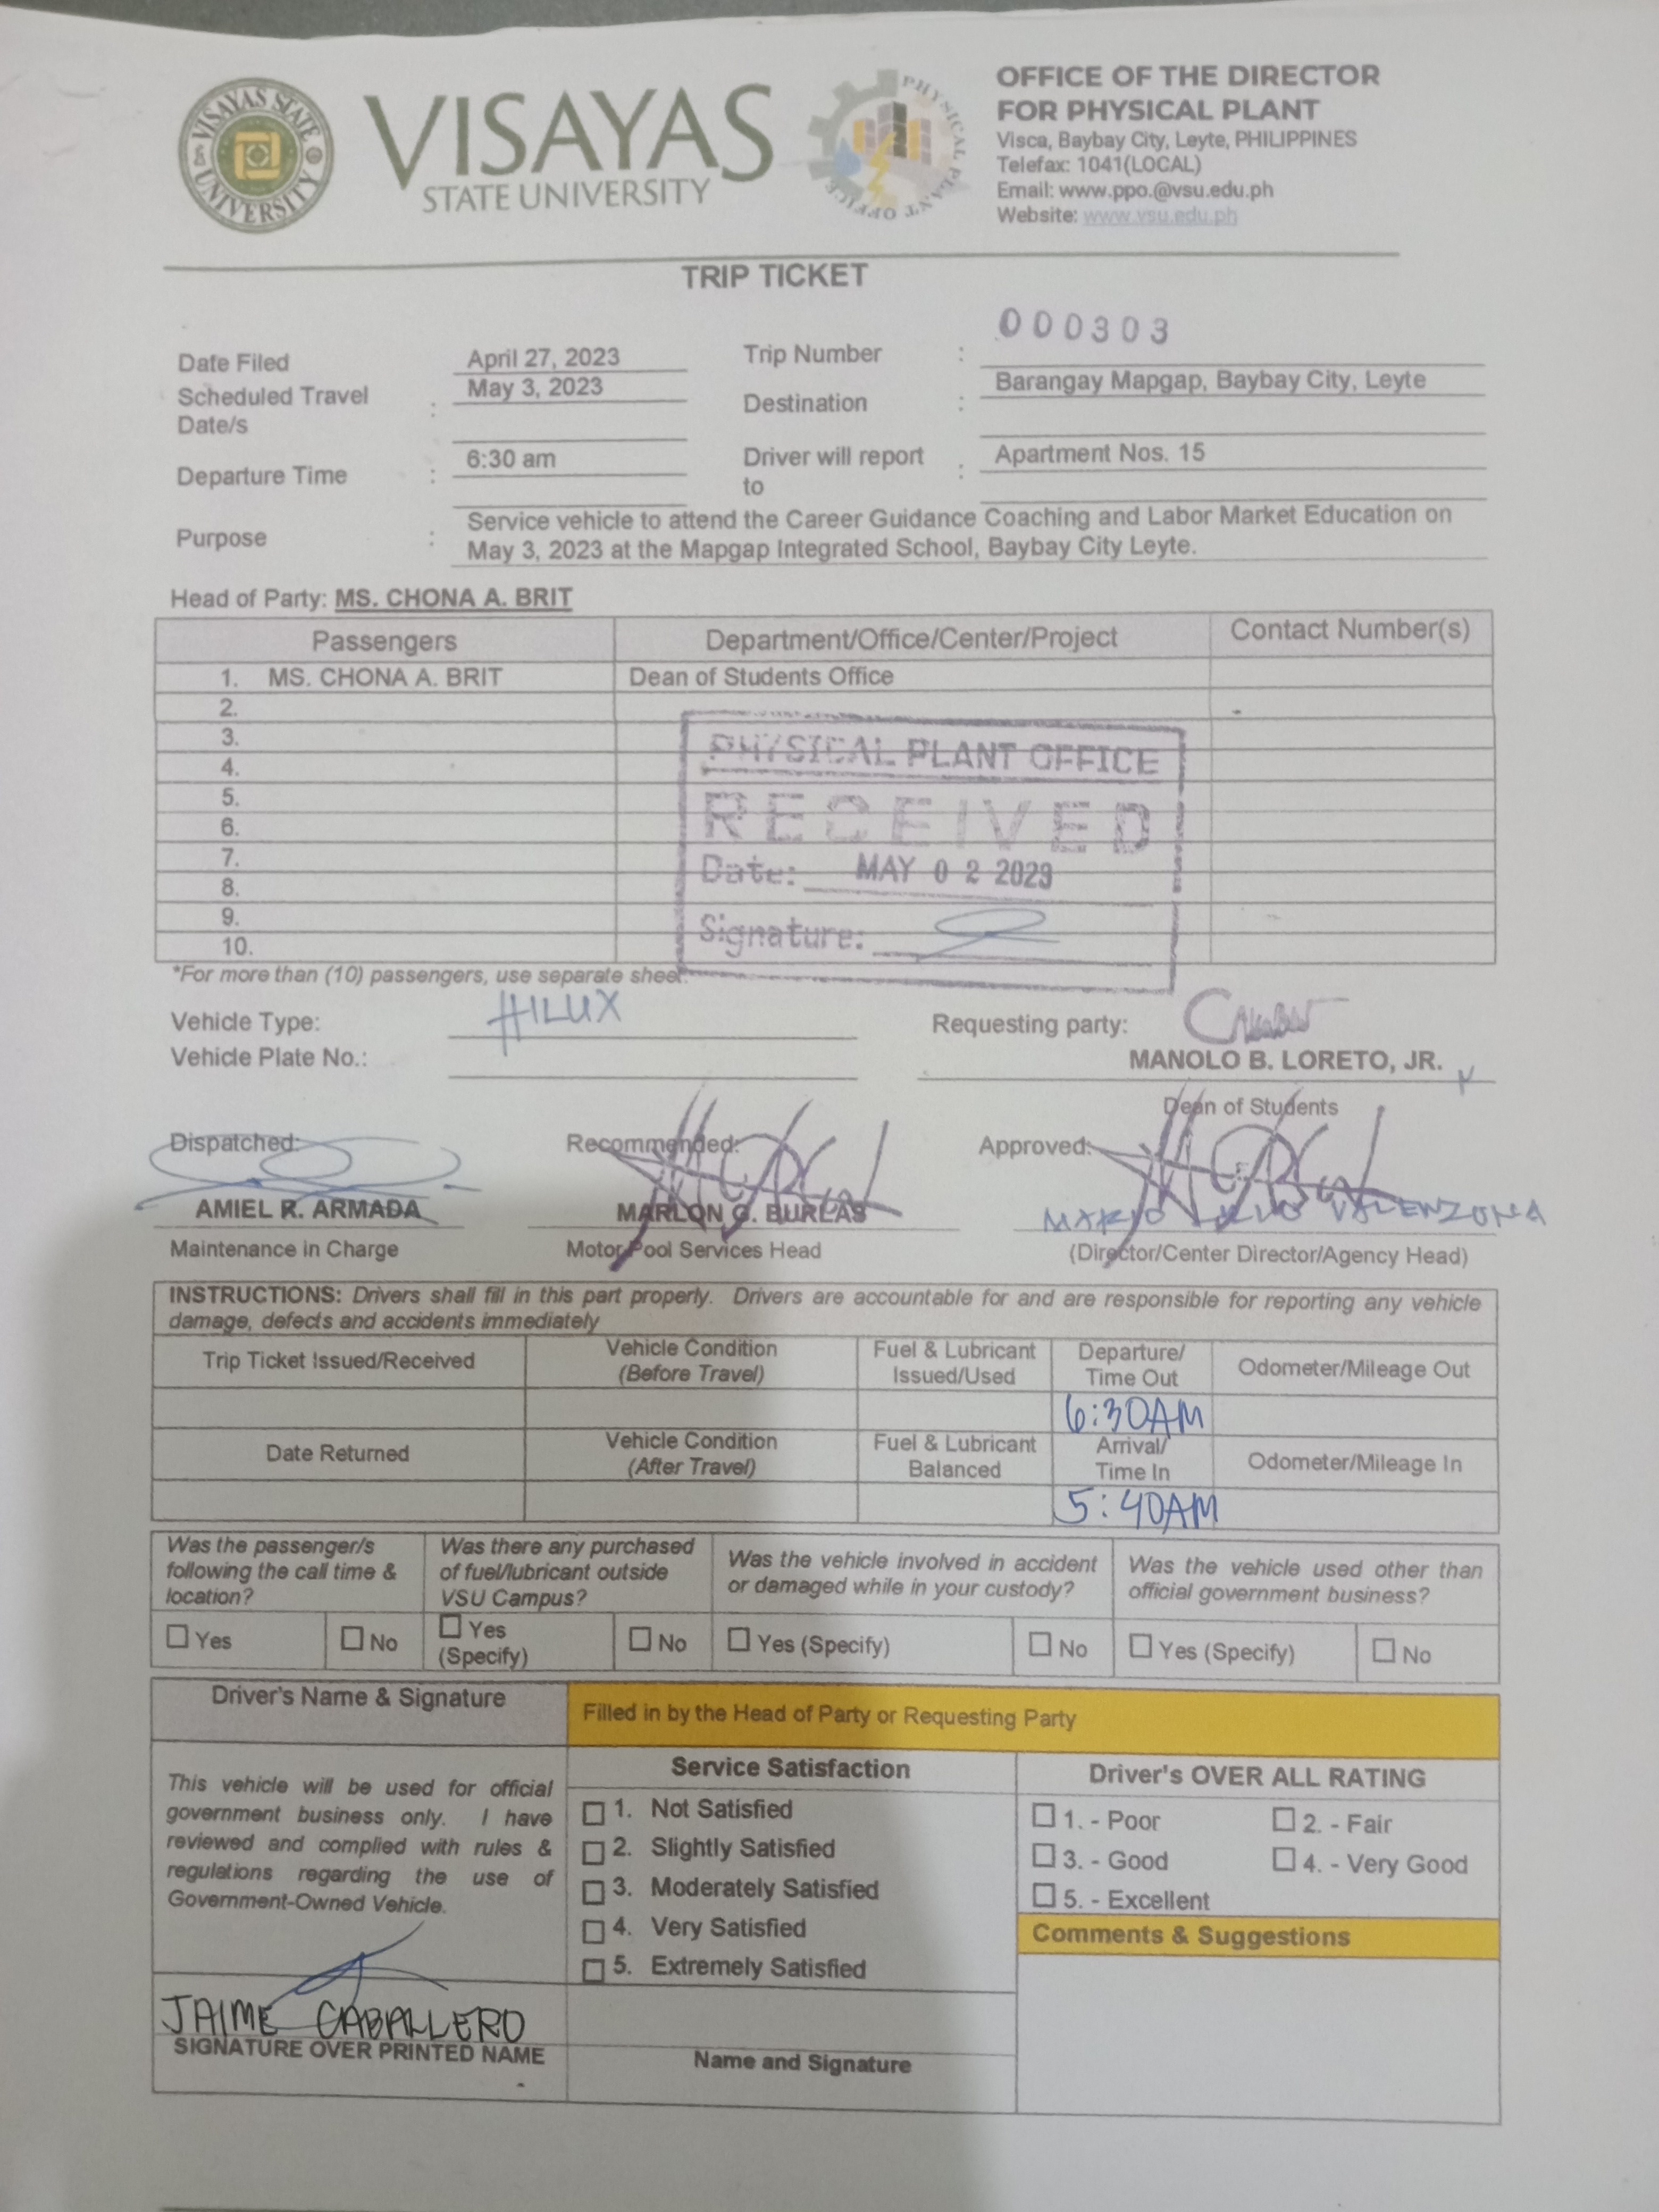 VISAYAS STATE UNIVERSITY
VISAYAS
STATE UNIVERSITY
PHYSICAL PLANT OFFICE
OFFICE OF THE DIRECTOR
FOR PHYSICAL PLANT
Visca, Baybay City, Leyte, PHILIPPINES
Telefax: 1041(LOCAL)
Email: www.ppo.@vsu.edu.ph
Website: www.vsu.edu.ph
TRIP TICKET
000303
Date Filed April 27, 2023 Trip Number :
Scheduled Travel Date/s : May 3, 2023 Destination : Barangay Mapgap, Baybay City, Leyte
Departure Time : 6:30 am Driver will report to : Apartment Nos. 15
Purpose : Service vehicle to attend the Career Guidance Coaching and Labor Market Education on
May 3, 2023 at the Mapgap Integrated School, Baybay City Leyte.
Head of Party: MS. CHONA A. BRIT
Passengers Department/Office/Center/Project Contact Number(s)
1. MS. CHONA A. BRIT Dean of Students Office
2.
3.
4.
5.
6.
7.
8.
9.
10.
PHYSICAL PLANT OFFICE
RECEIVED
Date: MAY 02 2023
Signature:
*For more than (10) passengers, use separate sheet.
Vehicle Type: HILUX Requesting party:
Vehicle Plate No.: MANOLO B. LORETO, JR.
Dean of Students
Dispatched: Recommended: Approved:
AMIEL R. ARMADA MARLON G. BURLAS MARIO LILIO VALENZONA
Maintenance in Charge Motor Pool Services Head (Director/Center Director/Agency Head)
INSTRUCTIONS: Drivers shall fill in this part properly. Drivers are accountable for and are responsible for reporting any vehicle
damage, defects and accidents immediately
Trip Ticket Issued/Received Vehicle Condition (Before Travel) Fuel & Lubricant Issued/Used Departure/ Time Out Odometer/Mileage Out
6:30AM
Date Returned Vehicle Condition (After Travel) Fuel & Lubricant Balanced Arrival/ Time In Odometer/Mileage In
5:40AM
Was the passenger/s following the call time & location? Was there any purchased of fuel/lubricant outside VSU Campus? Was the vehicle involved in accident or damaged while in your custody? Was the vehicle used other than official government business?
Yes No Yes (Specify) No Yes (Specify) No Yes (Specify) No
Driver's Name & Signature Filled in by the Head of Party or Requesting Party
This vehicle will be used for official
government business only. I have
reviewed and complied with rules &
regulations regarding the use of
Government-Owned Vehicle.
JAIME CABALLERO
SIGNATURE OVER PRINTED NAME
Service Satisfaction
1. Not Satisfied
2. Slightly Satisfied
3. Moderately Satisfied
4. Very Satisfied
5. Extremely Satisfied
Name and Signature
Driver's OVER ALL RATING
1. - Poor 2. - Fair
3. - Good 4. - Very Good
5. - Excellent
Comments & Suggestions